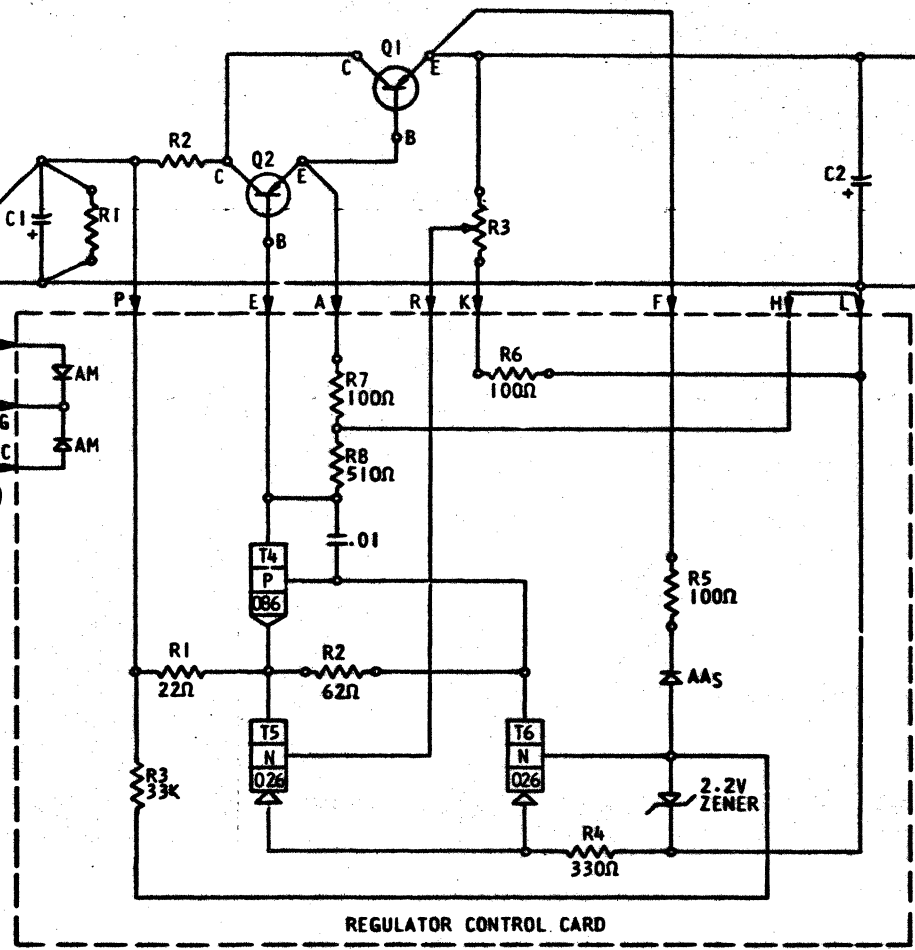 Q1
C
E
B
R2
Q2
C
E
B
C2
+
C1
+
R1
R3
P
E
A
R
K
F
H
L
AM
R6
100Ω
R7
100Ω
G
AM
C
R8
510Ω
.01
T4
P
086
R5
100Ω
R1
22Ω
R2
62Ω
AAS
T5
N
026
T6
N
026
R3
33K
2.2V
ZENER
R4
330Ω
REGULATOR CONTROL CARD